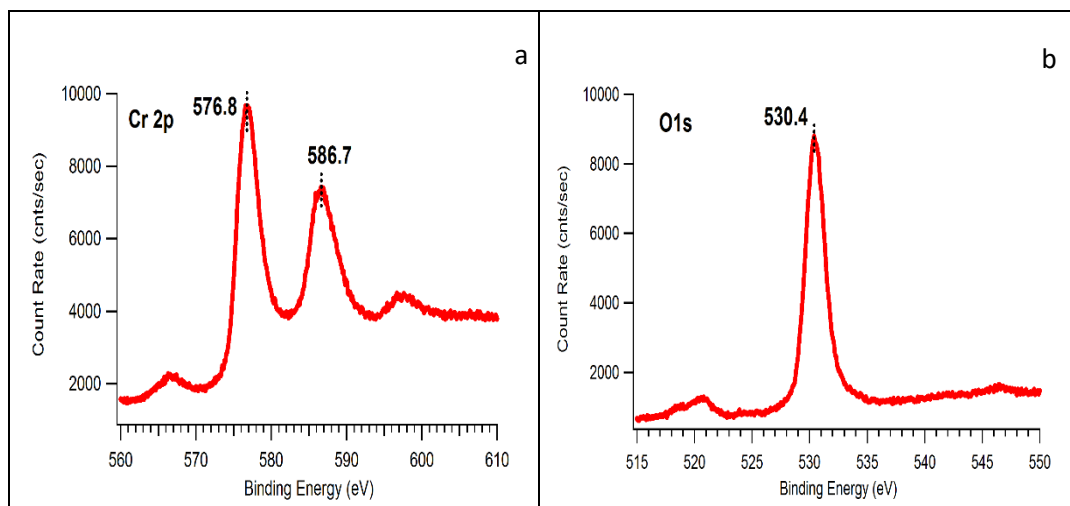 a
Cr 2p
576.8
586.7
10000
8000
6000
4000
2000
Count Rate (cnts/sec)
560 570 580 590 600 610
Binding Energy (eV)
b
O1s
530.4
10000
8000
6000
4000
2000
Count Rate (cnts/sec)
515 520 525 530 535 540 545 550
Binding Energy (eV)